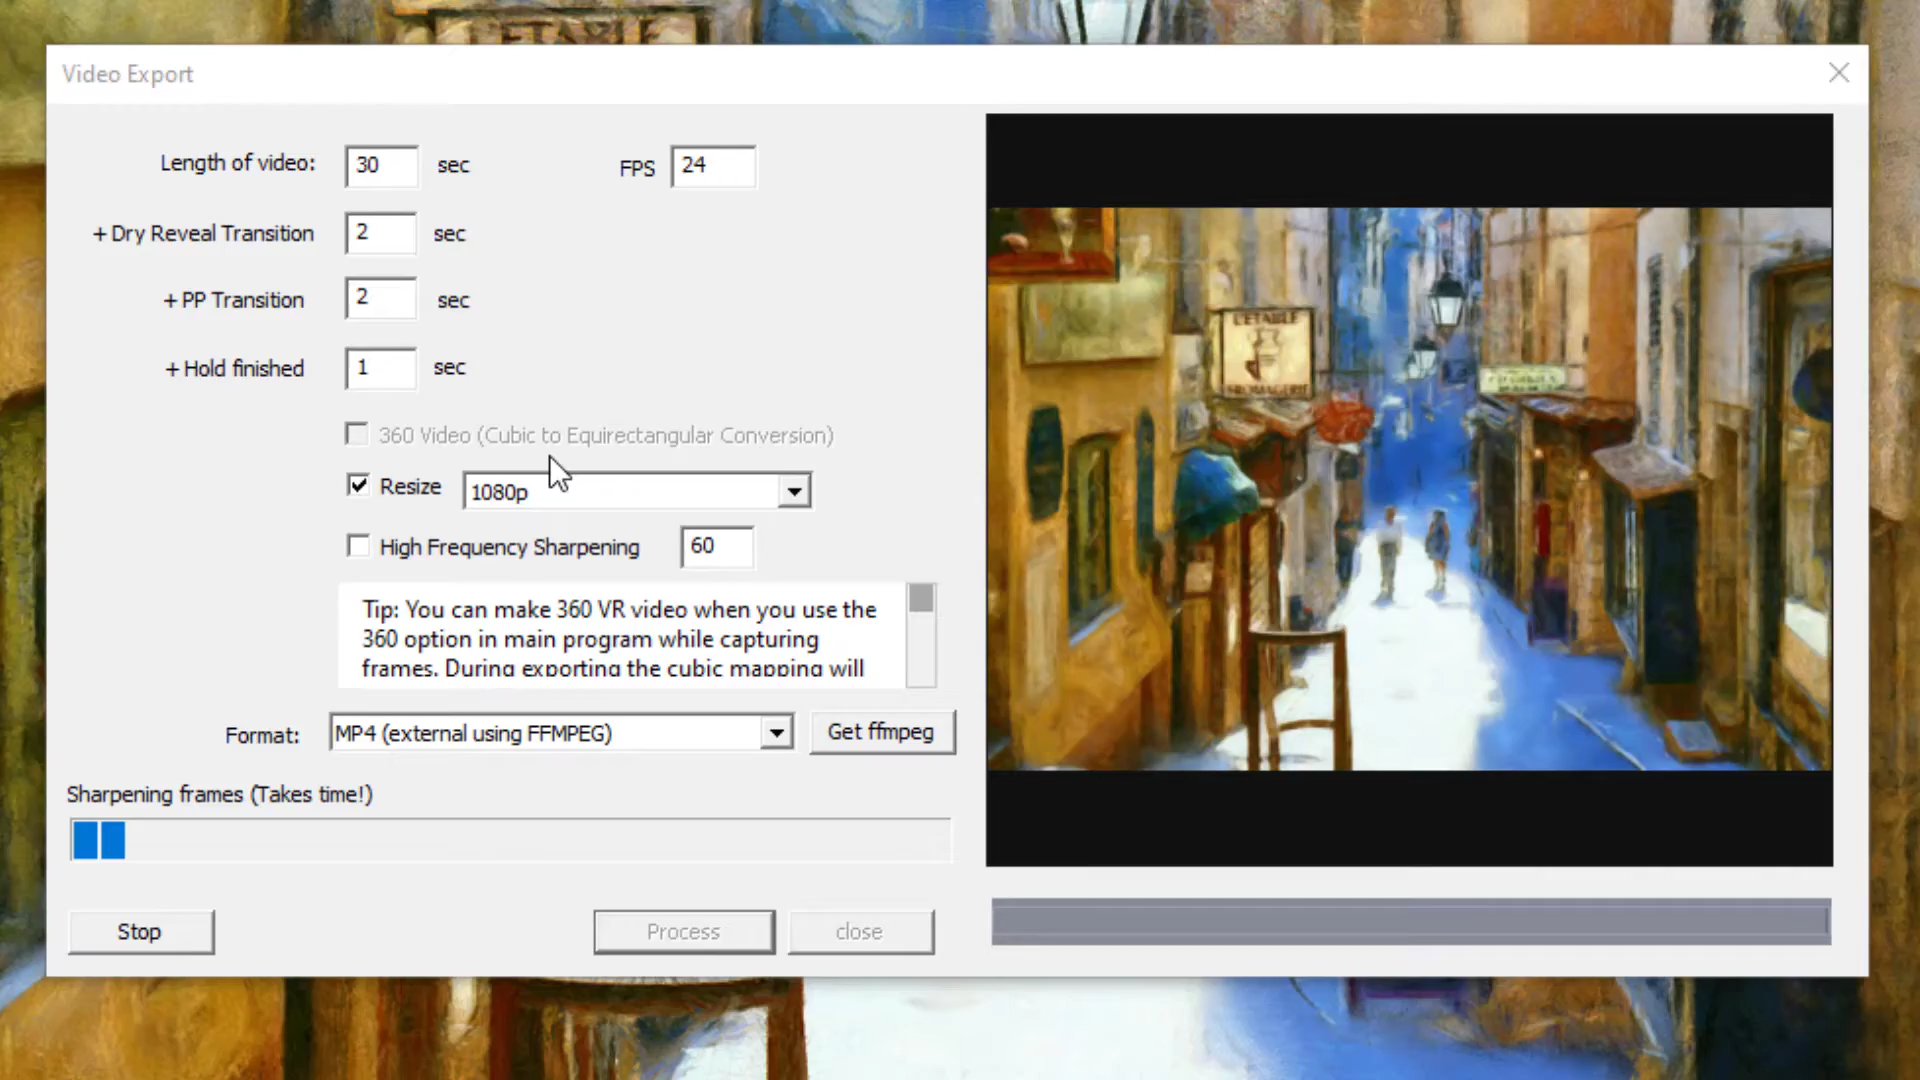 L'ETABLE
Video Export
Length of video: 30 sec FPS 24
+ Dry Reveal Transition 2 sec
+ PP Transition 2 sec
+ Hold finished 1 sec
360 Video (Cubic to Equirectangular Conversion)
Resize 1080p
High Frequency Sharpening 60
Tip: You can make 360 VR video when you use the
360 option in main program while capturing
frames. During exporting the cubic mapping will
Format: MP4 (external using FFMPEG) Get ffmpeg
Sharpening frames (Takes time!)
Stop Process close
L'ETABLE
FROMAGERIE